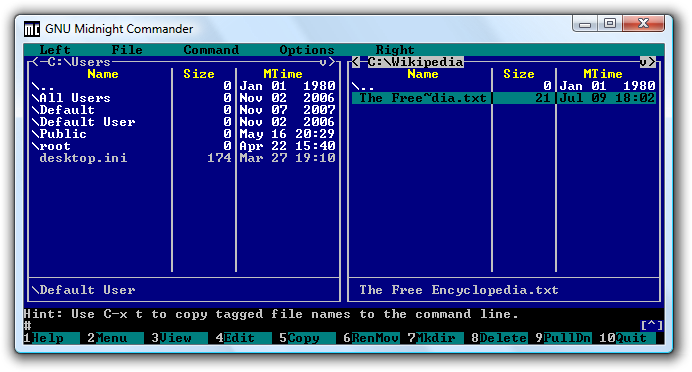 mc GNU Midnight Commander
Left File Command Options Right
<-C:\Users v>
Name Size MTime
\.. 0 Jan 01 1980
\All Users 0 Nov 02 2006
\Default 0 Nov 07 2007
\Default User 0 Nov 02 2006
\Public 0 May 16 20:29
\root 0 Apr 22 15:40
desktop.ini 174 Mar 27 19:10
\Default User
< C:\Wikipedia v>
Name Size MTime
\.. 0 Jan 01 1980
The Free~dia.txt 21 Jul 09 18:02
The Free Encyclopedia.txt
Hint: Use C-x t to copy tagged file names to the command line.
# [^]
1Help 2Menu 3View 4Edit 5Copy 6RenMov 7Mkdir 8Delete 9PullDn 10Quit